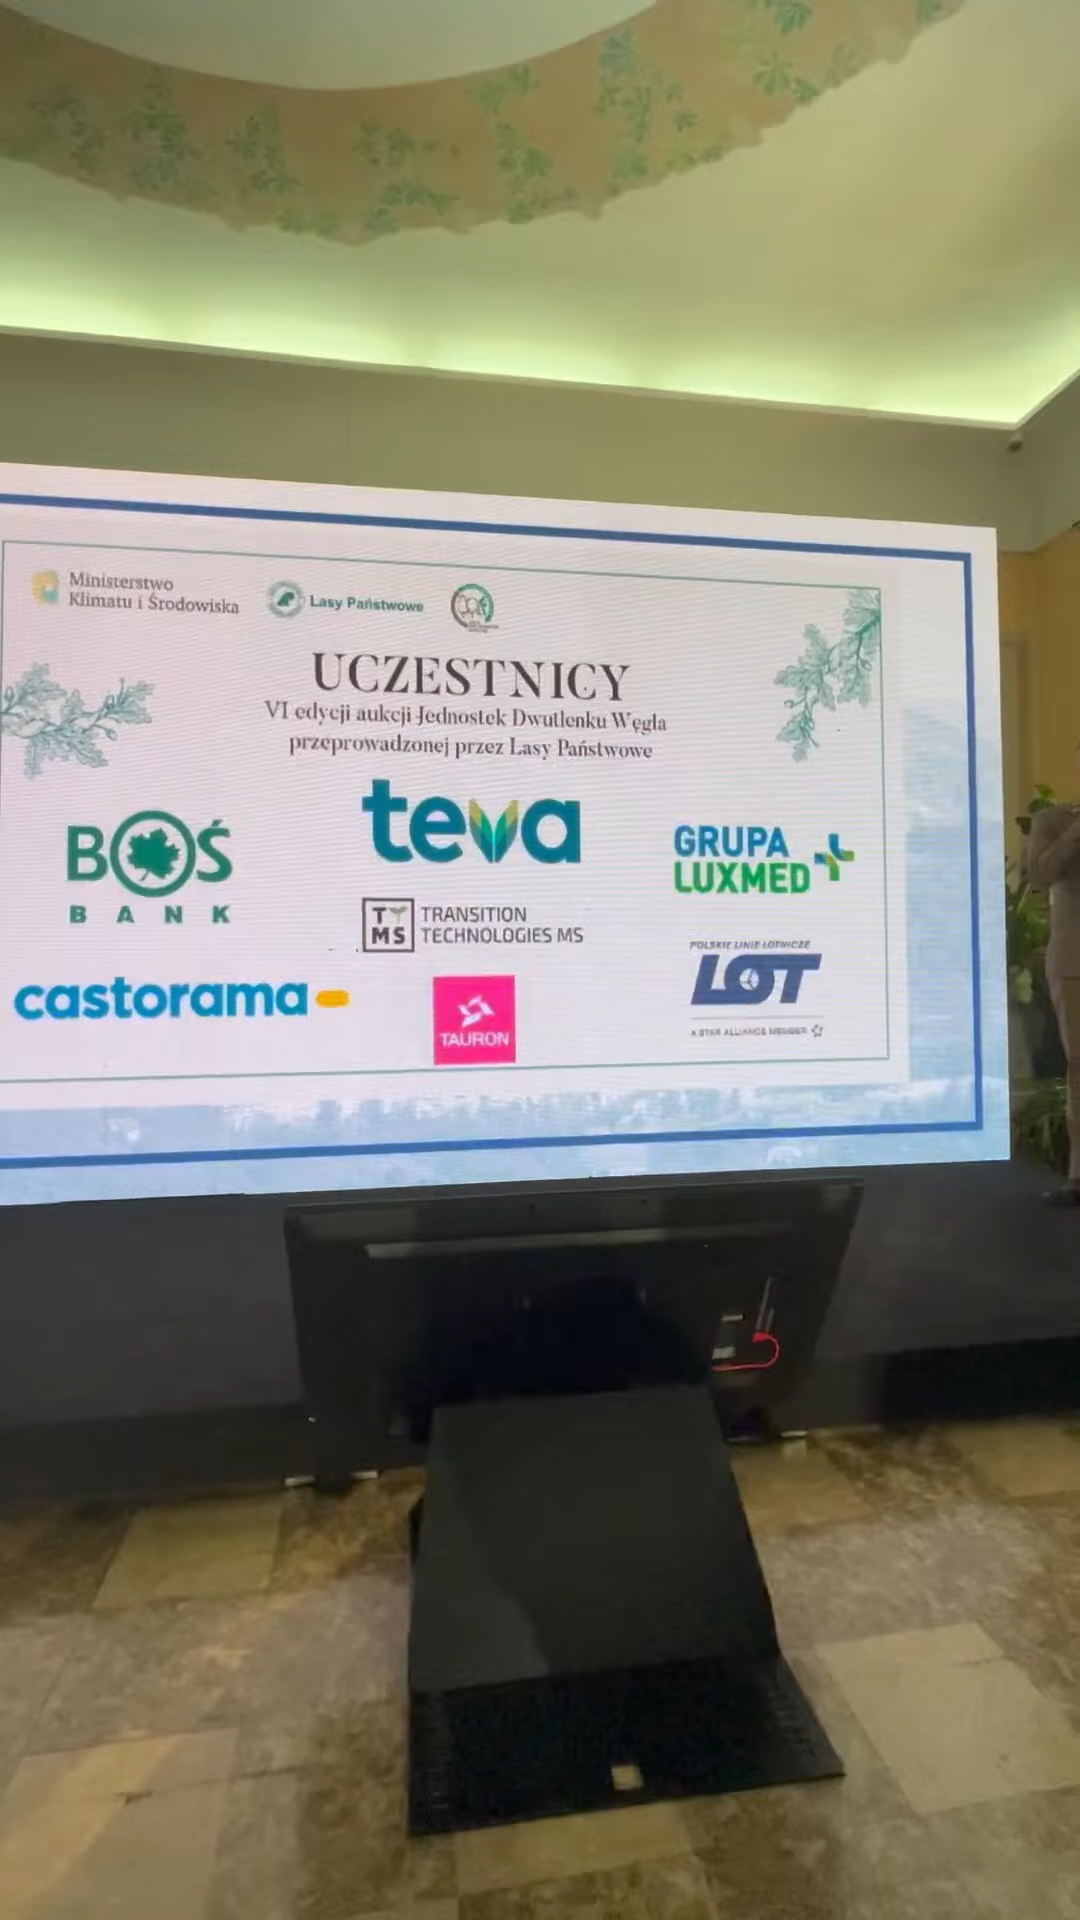 Ministerstwo
Klimatu i Środowiska
Lasy Państwowe
UCZESTNICY
VI edycji aukcji Jednostek Dwutlenku Węgla
przeprowadzonej przez Lasy Państwowe
BOŚ
BANK
teva
GRUPA
LUXMED
TTMS
TRANSITION
TECHNOLOGIES MS
castorama
TAURON
POLSKIE LINIE LOTNICZE
LOT
A STAR ALLIANCE MEMBER